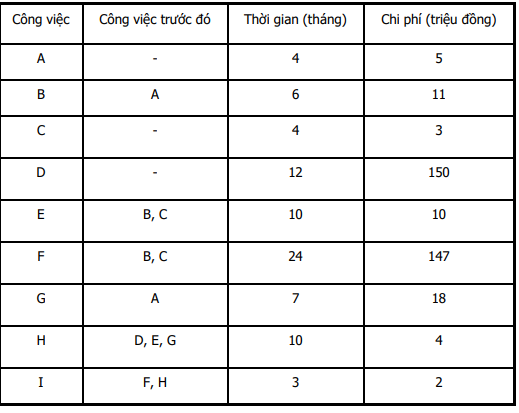 Công việc Công việc trước đó Thời gian (tháng) Chi phí (triệu đồng)
A - 4 5
B A 6 11
C - 4 3
D - 12 150
E B, C 10 10
F B, C 24 147
G A 7 18
H D, E, G 10 4
I F, H 3 2